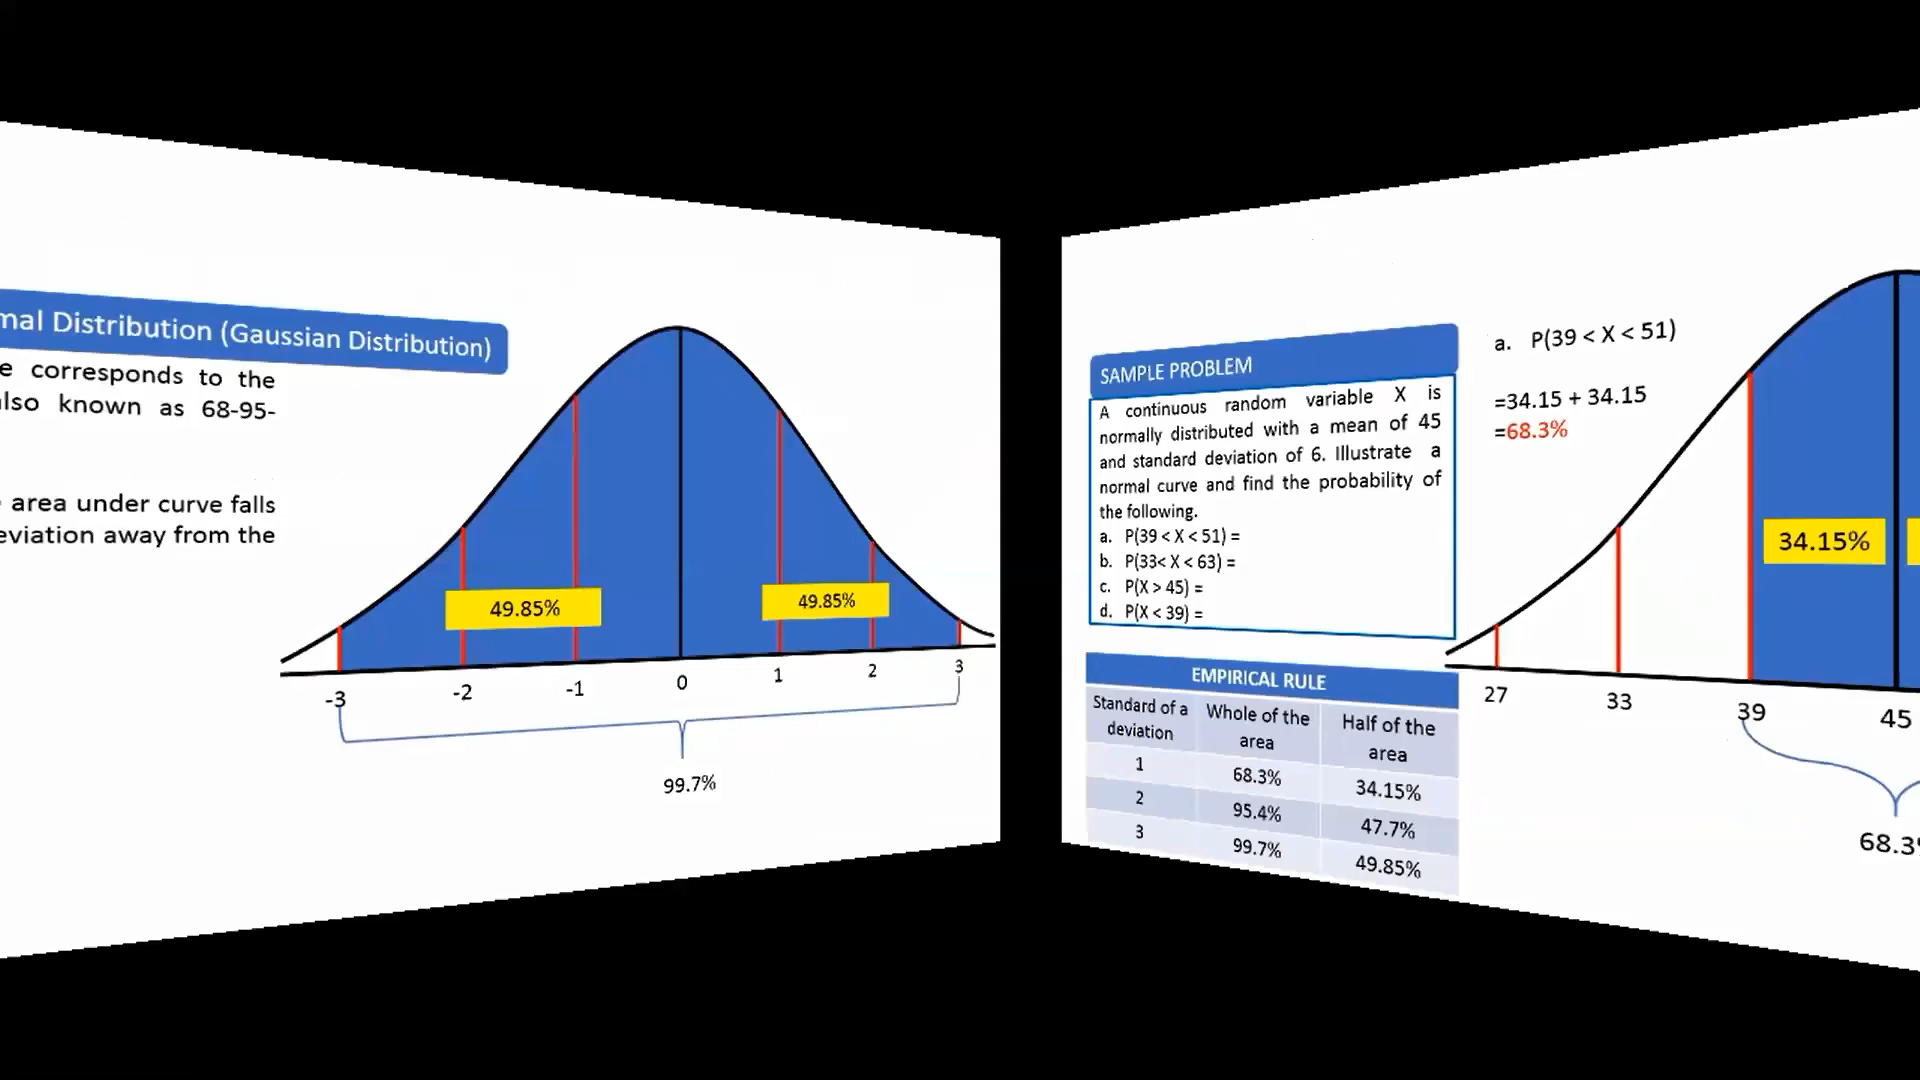 mal Distribution (Gaussian Distribution)
e corresponds to the
also known as 68-95-
area under curve falls
eviation away from the
49.85%
49.85%
-3
-2
-1
0
1
2
3
99.7%
SAMPLE PROBLEM
A continuous random variable X is
normally distributed with a mean of 45
and standard deviation of 6. Illustrate a
normal curve and find the probability of
the following.
a. P(39 < X < 51) =
b. P(33< X < 63) =
c. P(X > 45) =
d. P(X < 39) =
EMPIRICAL RULE
Standard of a
deviation
Whole of the
area
Half of the
area
1
68.3%
34.15%
2
95.4%
47.7%
3
99.7%
49.85%
a. P(39 < X < 51)
=34.15 + 34.15
=68.3%
34.15%
27
33
39
45
68.3